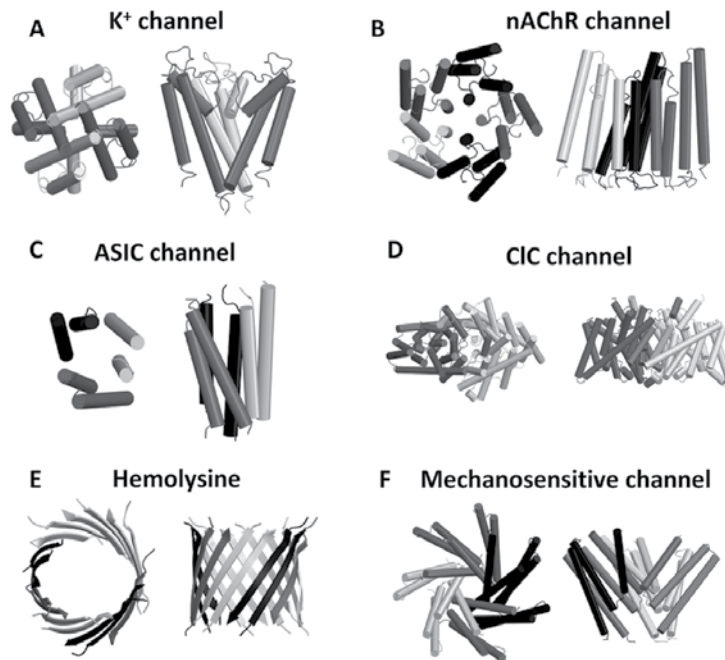 A K⁺ channel
B nAChR channel
C ASIC channel
D ClC channel
E Hemolysine
F Mechanosensitive channel